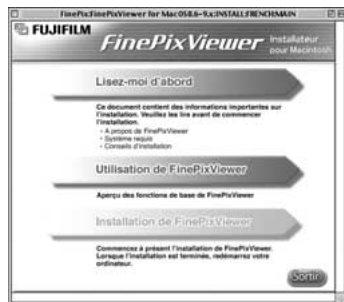 FinePix:FinePixViewer for MacOS8.6-9.x:INSTALL:FRENCH:MAIN
FUJIFILM
FinePixViewer
Installateur
pour Macintosh
Lisez-moi d'abord
Ce document contient des informations importantes sur
l'installation. Veuillez les lire avant de commencer
l'installation.
• A propos de FinePixViewer
• Système requis
• Conseils d'installation
Utilisation de FinePixViewer
Aperçu des fonctions de base de FinePixViewer
Installation de FinePixViewer
Commencez à présent l'installation de FinePixViewer.
Lorsque l'installation est terminée, redémarrez votre
ordinateur.
Sortir